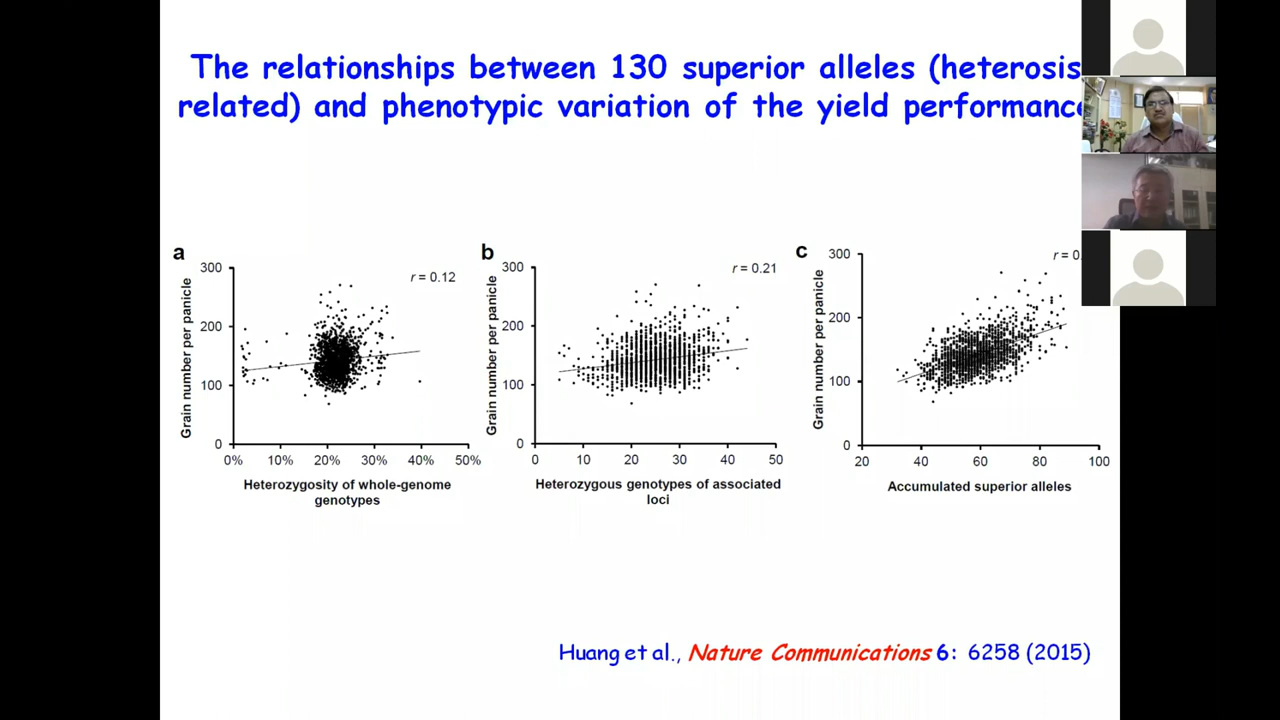 The relationships between 130 superior alleles (heterosis
related) and phenotypic variation of the yield performance
a
r = 0.12
Grain number per panicle
300
200
100
0
0% 10% 20% 30% 40% 50%
Heterozygosity of whole-genome
genotypes
b
r = 0.21
Grain number per panicle
300
200
100
0
0 10 20 30 40 50
Heterozygous genotypes of associated
loci
c
r = 0.
Grain number per panicle
300
200
100
0
20 40 60 80 100
Accumulated superior alleles
Huang et al., Nature Communications 6: 6258 (2015)